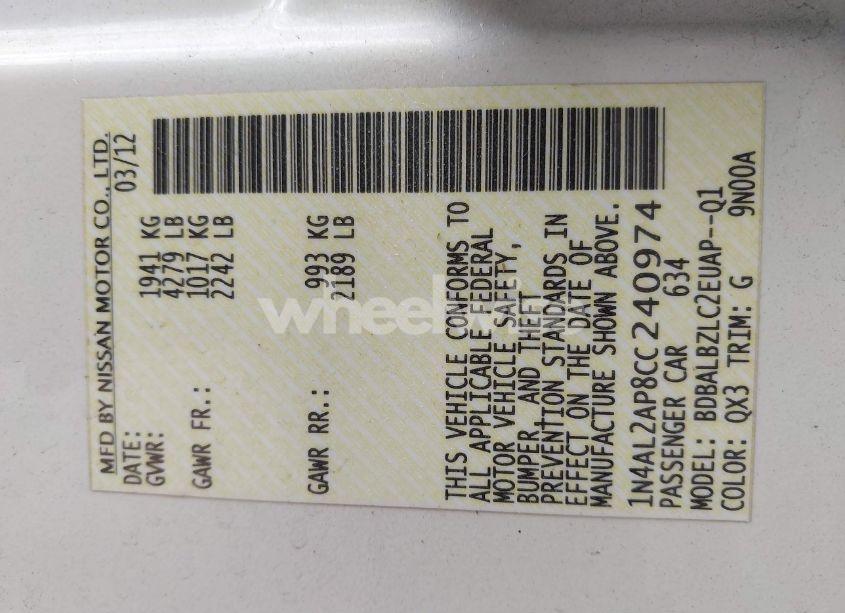 MFD BY NISSAN MOTOR CO., LTD.
DATE: 03/12
GVWR: 1941 KG
4279 LB
GAWR FR.: 1017 KG
2242 LB
GAWR RR.: 993 KG
2189 LB
THIS VEHICLE CONFORMS TO
ALL APPLICABLE FEDERAL
MOTOR VEHICLE SAFETY,
BUMPER, AND THEFT
PREVENTION STANDARDS IN
EFFECT ON THE DATE OF
MANUFACTURE SHOWN ABOVE.
1N4AL2AP8CC240974
PASSENGER CAR 634
MODEL: BDBALBZLC2EUAP--Q1
COLOR: QX3 TRIM: G 9N00A